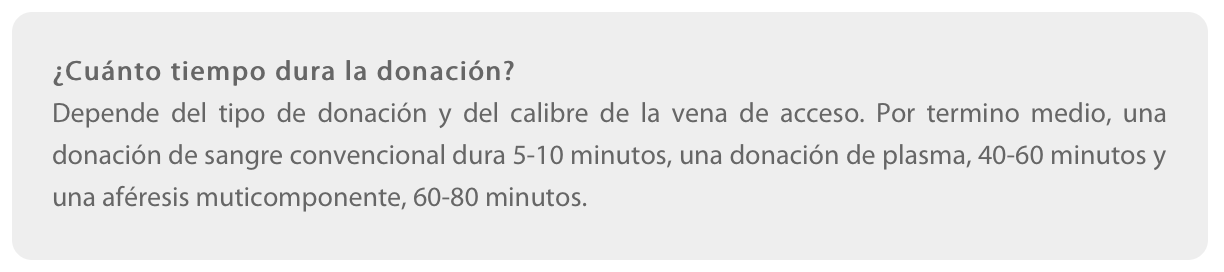 ¿Cuánto tiempo dura la donación?
Depende del tipo de donación y del calibre de la vena de acceso. Por termino medio, una
donación de sangre convencional dura 5-10 minutos, una donación de plasma, 40-60 minutos y
una aféresis muticomponente, 60-80 minutos.